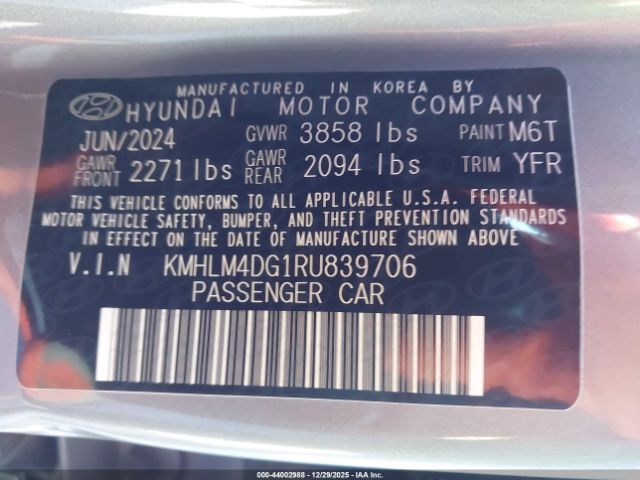 MANUFACTURED IN KOREA BY
HYUNDAI MOTOR COMPANY
JUN/2024 GVWR 3858 lbs PAINT M6T
GAWR FRONT 2271 lbs GAWR REAR 2094 lbs TRIM YFR
THIS VEHICLE CONFORMS TO ALL APPLICABLE U.S.A. FEDERAL
MOTOR VEHICLE SAFETY, BUMPER, AND THEFT PREVENTION STANDARDS
IN EFFECT ON THE DATE OF MANUFACTURE SHOWN ABOVE
V.I.N KMHLM4DG1RU839706
PASSENGER CAR
000-44002988 - 12/29/2025 - IAA Inc.